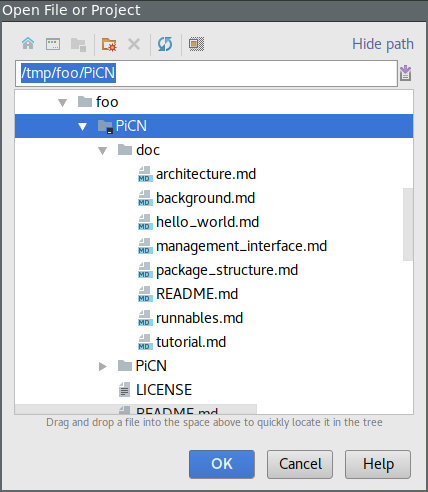 Open File or Project
Hide path
/tmp/foo/PiCN
foo
PiCN
doc
architecture.md
background.md
hello_world.md
management_interface.md
package_structure.md
README.md
runnables.md
tutorial.md
PiCN
LICENSE
README.md
Drag and drop a file into the space above to quickly locate it in the tree
OK
Cancel
Help